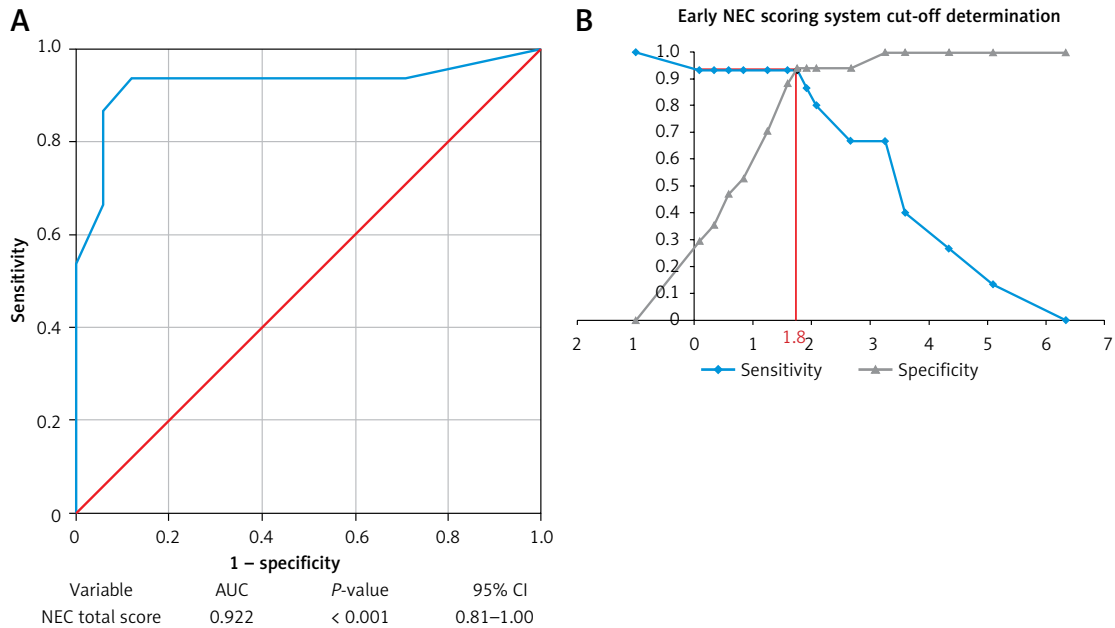 A
1.0
0.8
0.6
0.4
0.2
0
Sensitivity
0 0.2 0.4 0.6 0.8 1.0
1 – specificity
Variable AUC P-value 95% CI
NEC total score 0.922 < 0.001 0.81–1.00
B
Early NEC scoring system cut-off determination
1.0
0.9
0.8
0.7
0.6
0.5
0.4
0.3
0.2
0.1
0
2 1 0 1 2 3 4 5 6 7
1.8
Sensitivity Specificity